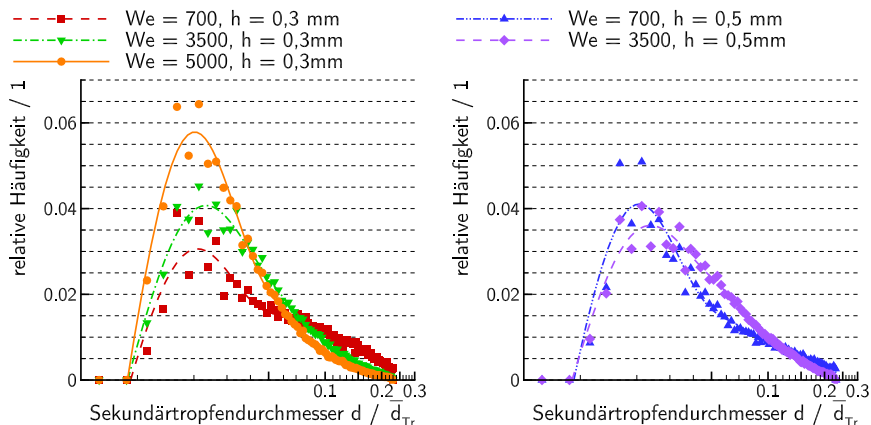 We = 700, h = 0,3 mm
We = 3500, h = 0,3mm
We = 5000, h = 0,3mm
We = 700, h = 0,5 mm
We = 3500, h = 0,5mm
relative Häufigkeit / 1
0.06
0.04
0.02
0
0.1
0.2
0.3
Sekundärtropfendurchmesser d / d̅_Tr
relative Häufigkeit / 1
0.06
0.04
0.02
0
0.1
0.2
0.3
Sekundärtropfendurchmesser d / d̅_Tr